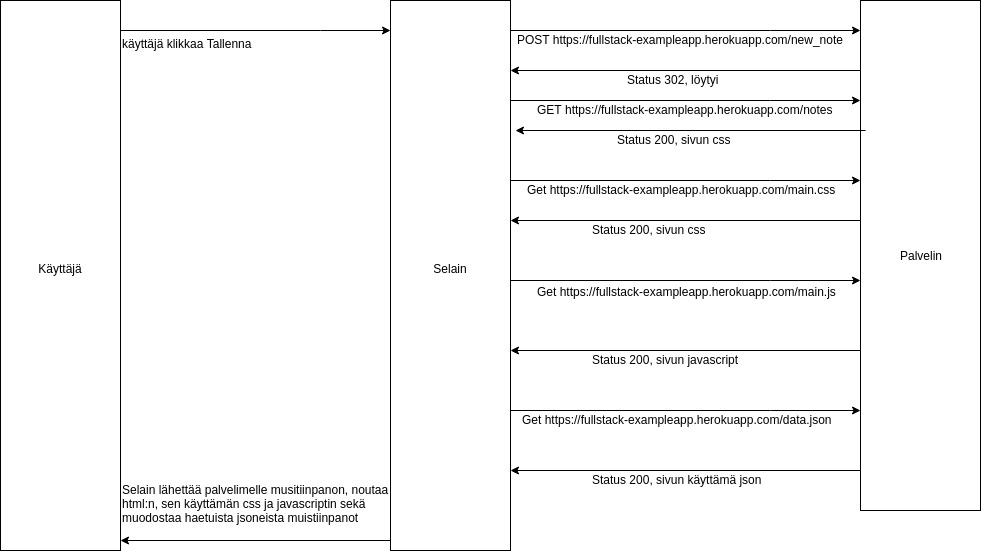 käyttäjä klikkaa Tallenna
POST https://fullstack-exampleapp.herokuapp.com/new_note
Status 302, löytyi
GET https://fullstack-exampleapp.herokuapp.com/notes
Status 200, sivun css
Get https://fullstack-exampleapp.herokuapp.com/main.css
Status 200, sivun css
Käyttäjä
Selain
Palvelin
Get https://fullstack-exampleapp.herokuapp.com/main.js
Status 200, sivun javascript
Get https://fullstack-exampleapp.herokuapp.com/data.json
Status 200, sivun käyttämä json
Selain lähettää palvelimelle musitiinpanon, noutaa
html:n, sen käyttämän css ja javascriptin sekä
muodostaa haetuista jsoneista muistiinpanot